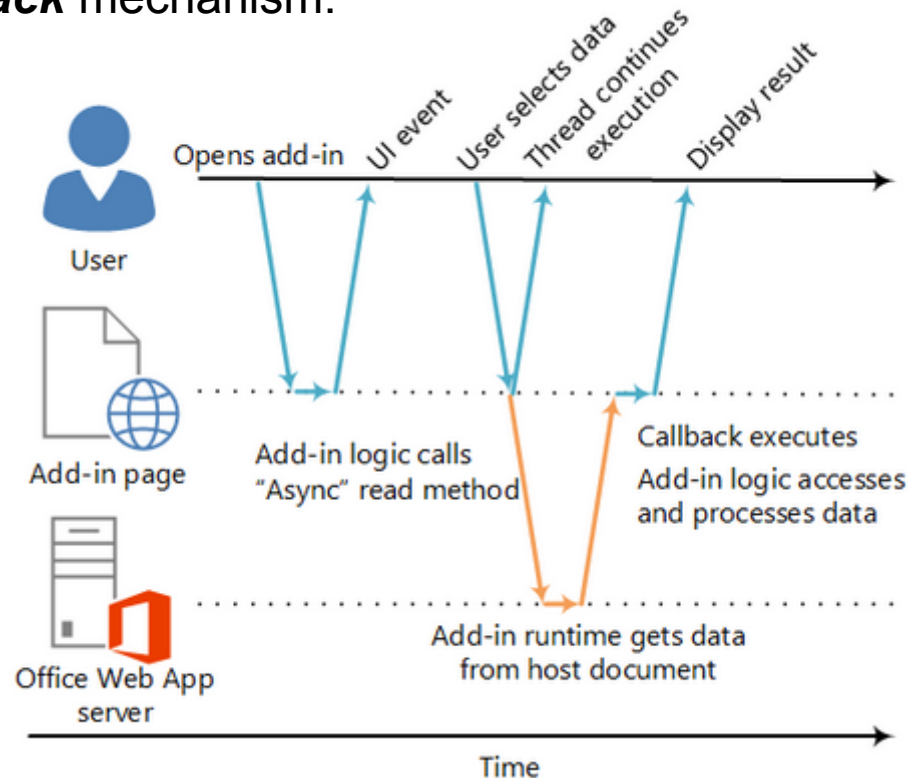 ack mechanism.
Opens add-in
UI event
User selects data
Thread continues
execution
Display result
User
Add-in page
Add-in logic calls
“Async” read method
Callback executes
Add-in logic accesses
and processes data
Office Web App
server
Add-in runtime gets data
from host document
Time